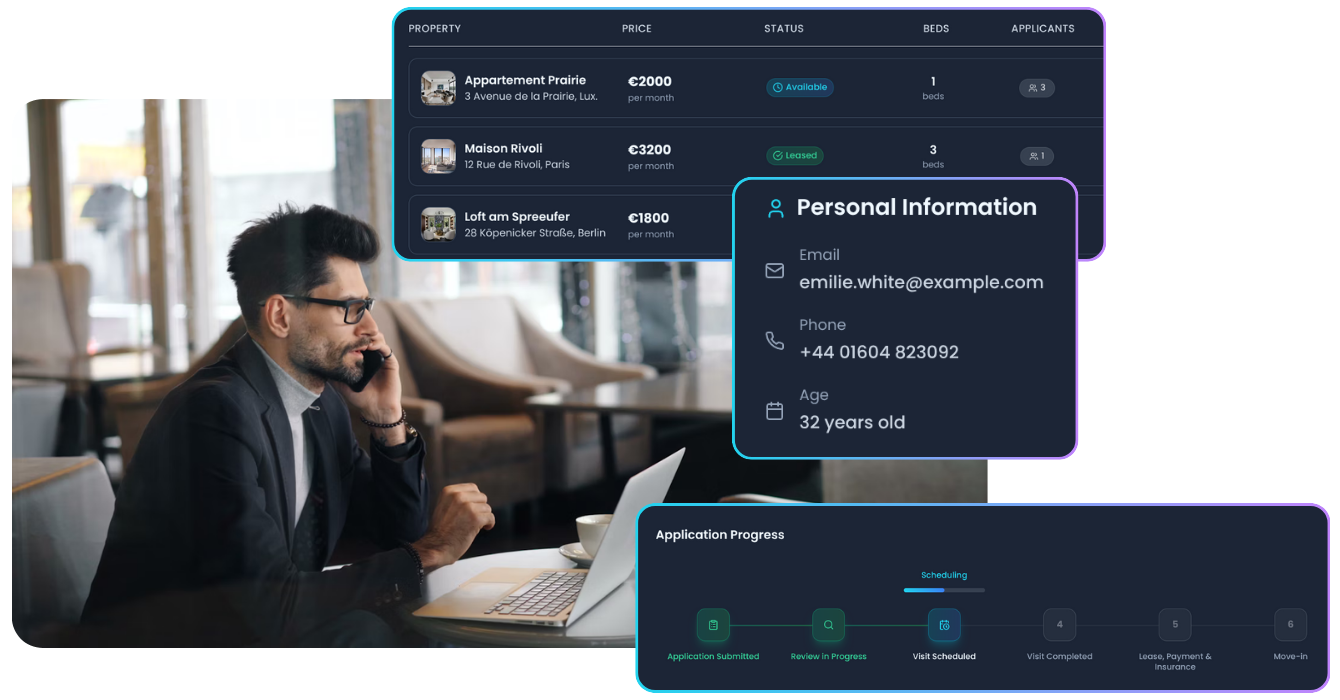 PROPERTY PRICE STATUS BEDS APPLICANTS
Appartement Prairie €2000 Available 1 3
3 Avenue de la Prairie, Lux. per month beds
Maison Rivoli €3200 Leased 3 1
12 Rue de Rivoli, Paris per month beds
Loft am Spreeufer €1800
28 Köpenicker Straße, Berlin per month
Personal Information
Email
emilie.white@example.com
Phone
+44 01604 823092
Age
32 years old
Application Progress
Scheduling
4 5 6
Application Submitted Review in Progress Visit Scheduled Visit Completed Lease, Payment & Move-in
Insurance